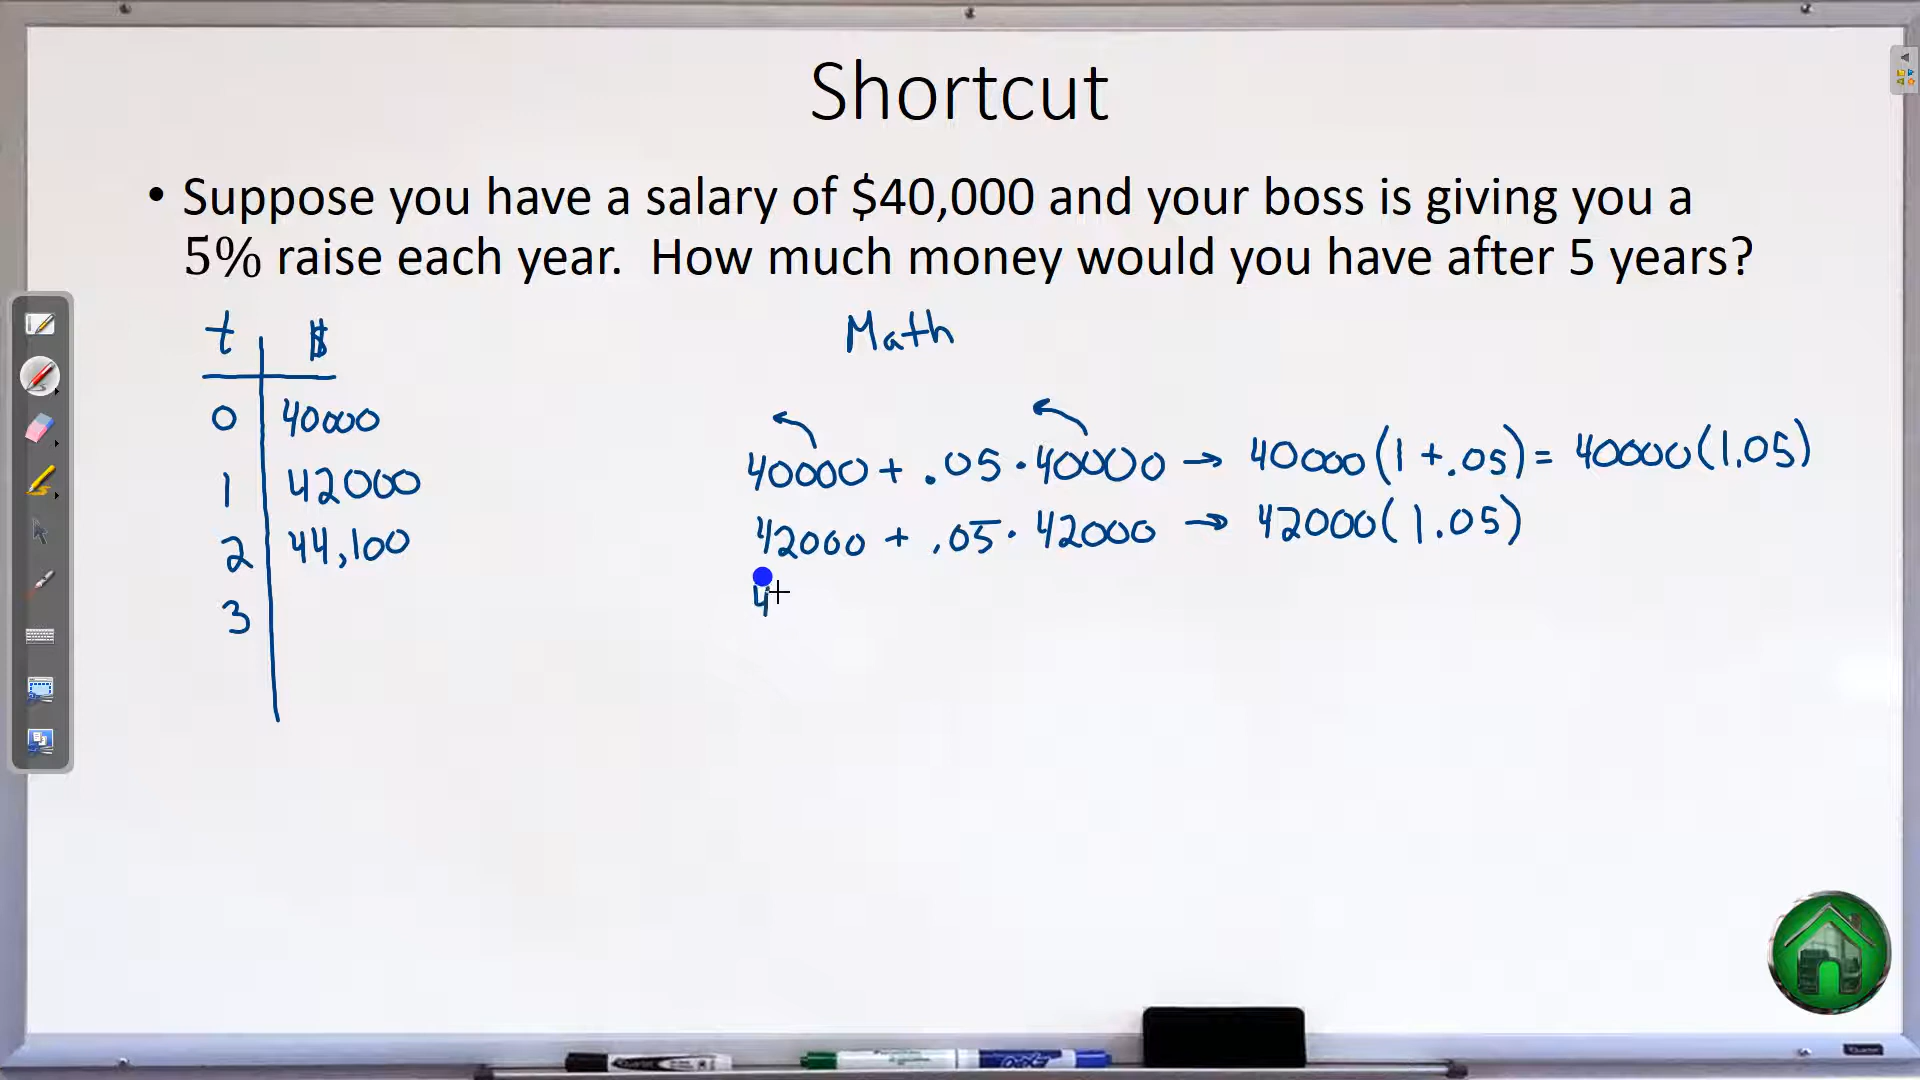 Shortcut
• Suppose you have a salary of $40,000 and your boss is giving you a
5% raise each year. How much money would you have after 5 years?
t $
Math
0 40000
1 42000
2 44,100
3
40000 + .05 · 40000 → 40000(1 + .05) = 40000(1.05)
42000 + .05 · 42000 → 42000(1.05)
4